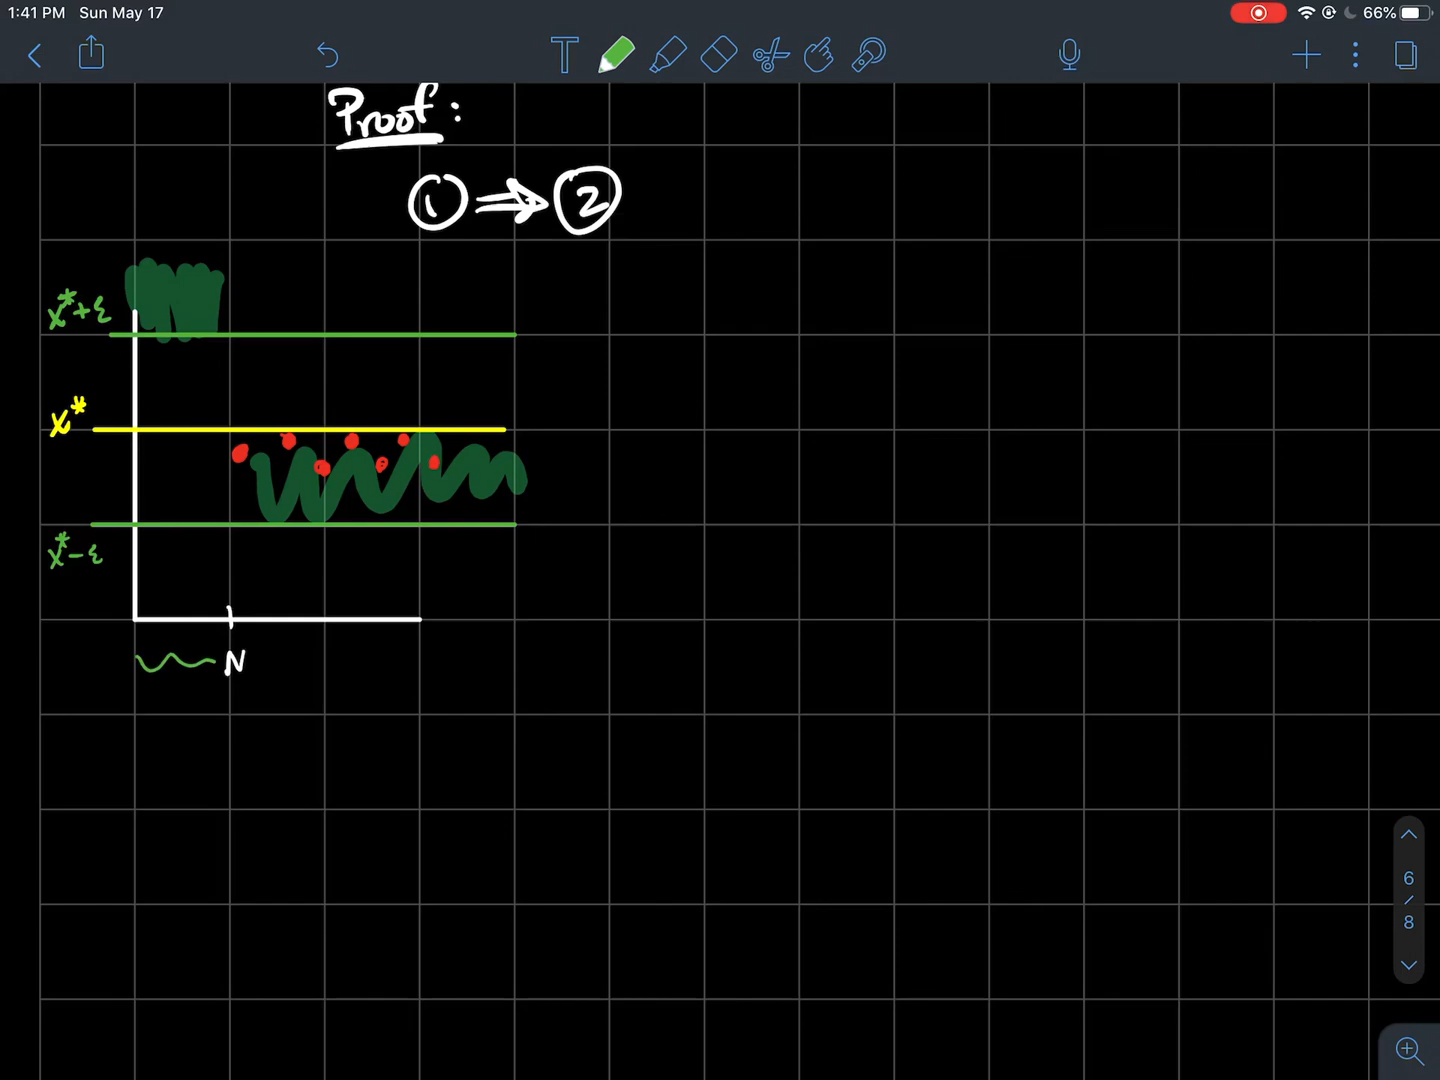 1:41 PM Sun May 17 66%
Proof:
① ⇒ ②
x*+ε
x*
x*-ε
N
6
/
8